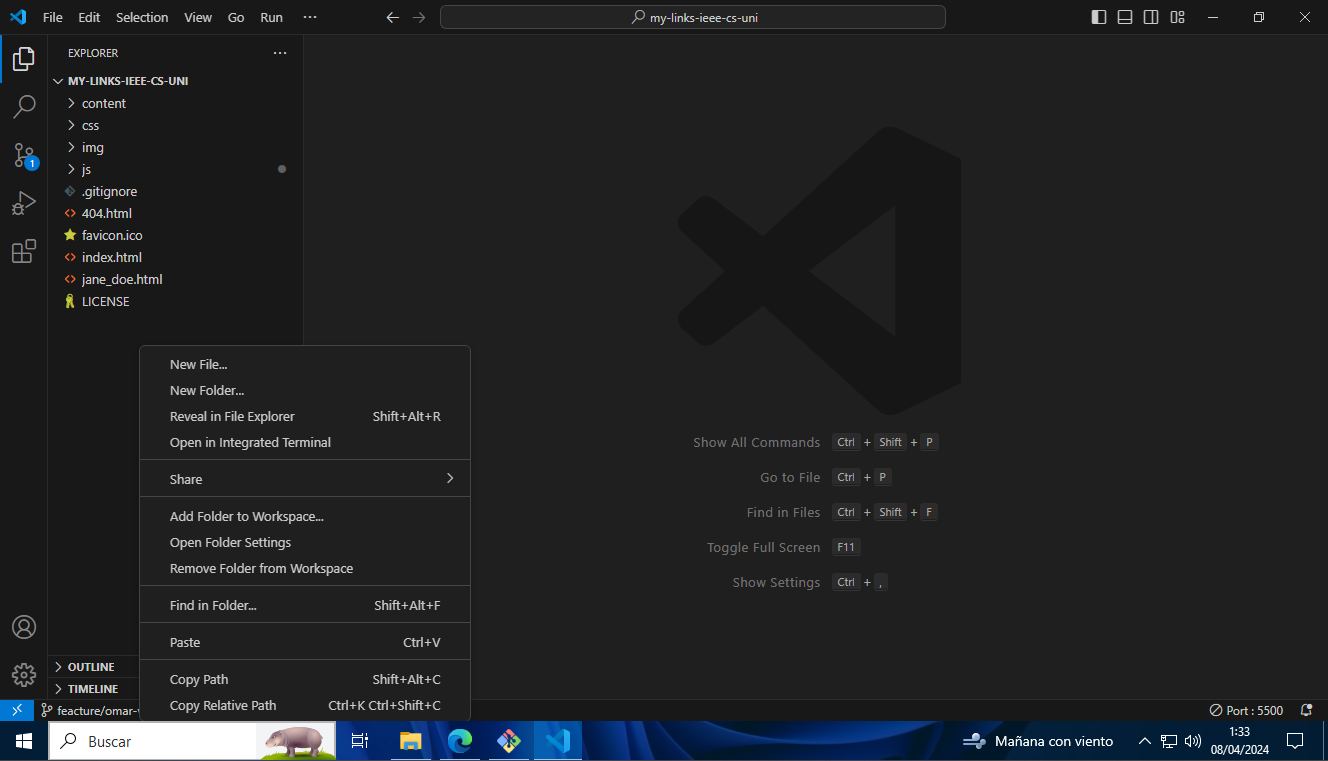 File Edit Selection View Go Run ···
my-links-ieee-cs-uni
EXPLORER
MY-LINKS-IEEE-CS-UNI
content
css
img
js
.gitignore
404.html
favicon.ico
index.html
jane_doe.html
LICENSE
1
New File...
New Folder...
Reveal in File Explorer Shift+Alt+R
Open in Integrated Terminal
Share
Add Folder to Workspace...
Open Folder Settings
Remove Folder from Workspace
Find in Folder... Shift+Alt+F
Paste Ctrl+V
Copy Path Shift+Alt+C
Copy Relative Path Ctrl+K Ctrl+Shift+C
Show All Commands Ctrl + Shift + P
Go to File Ctrl + P
Find in Files Ctrl + Shift + F
Toggle Full Screen F11
Show Settings Ctrl + ,
OUTLINE
TIMELINE
feacture/omar-
Port : 5500
Buscar
Mañana con viento
1:33
08/04/2024